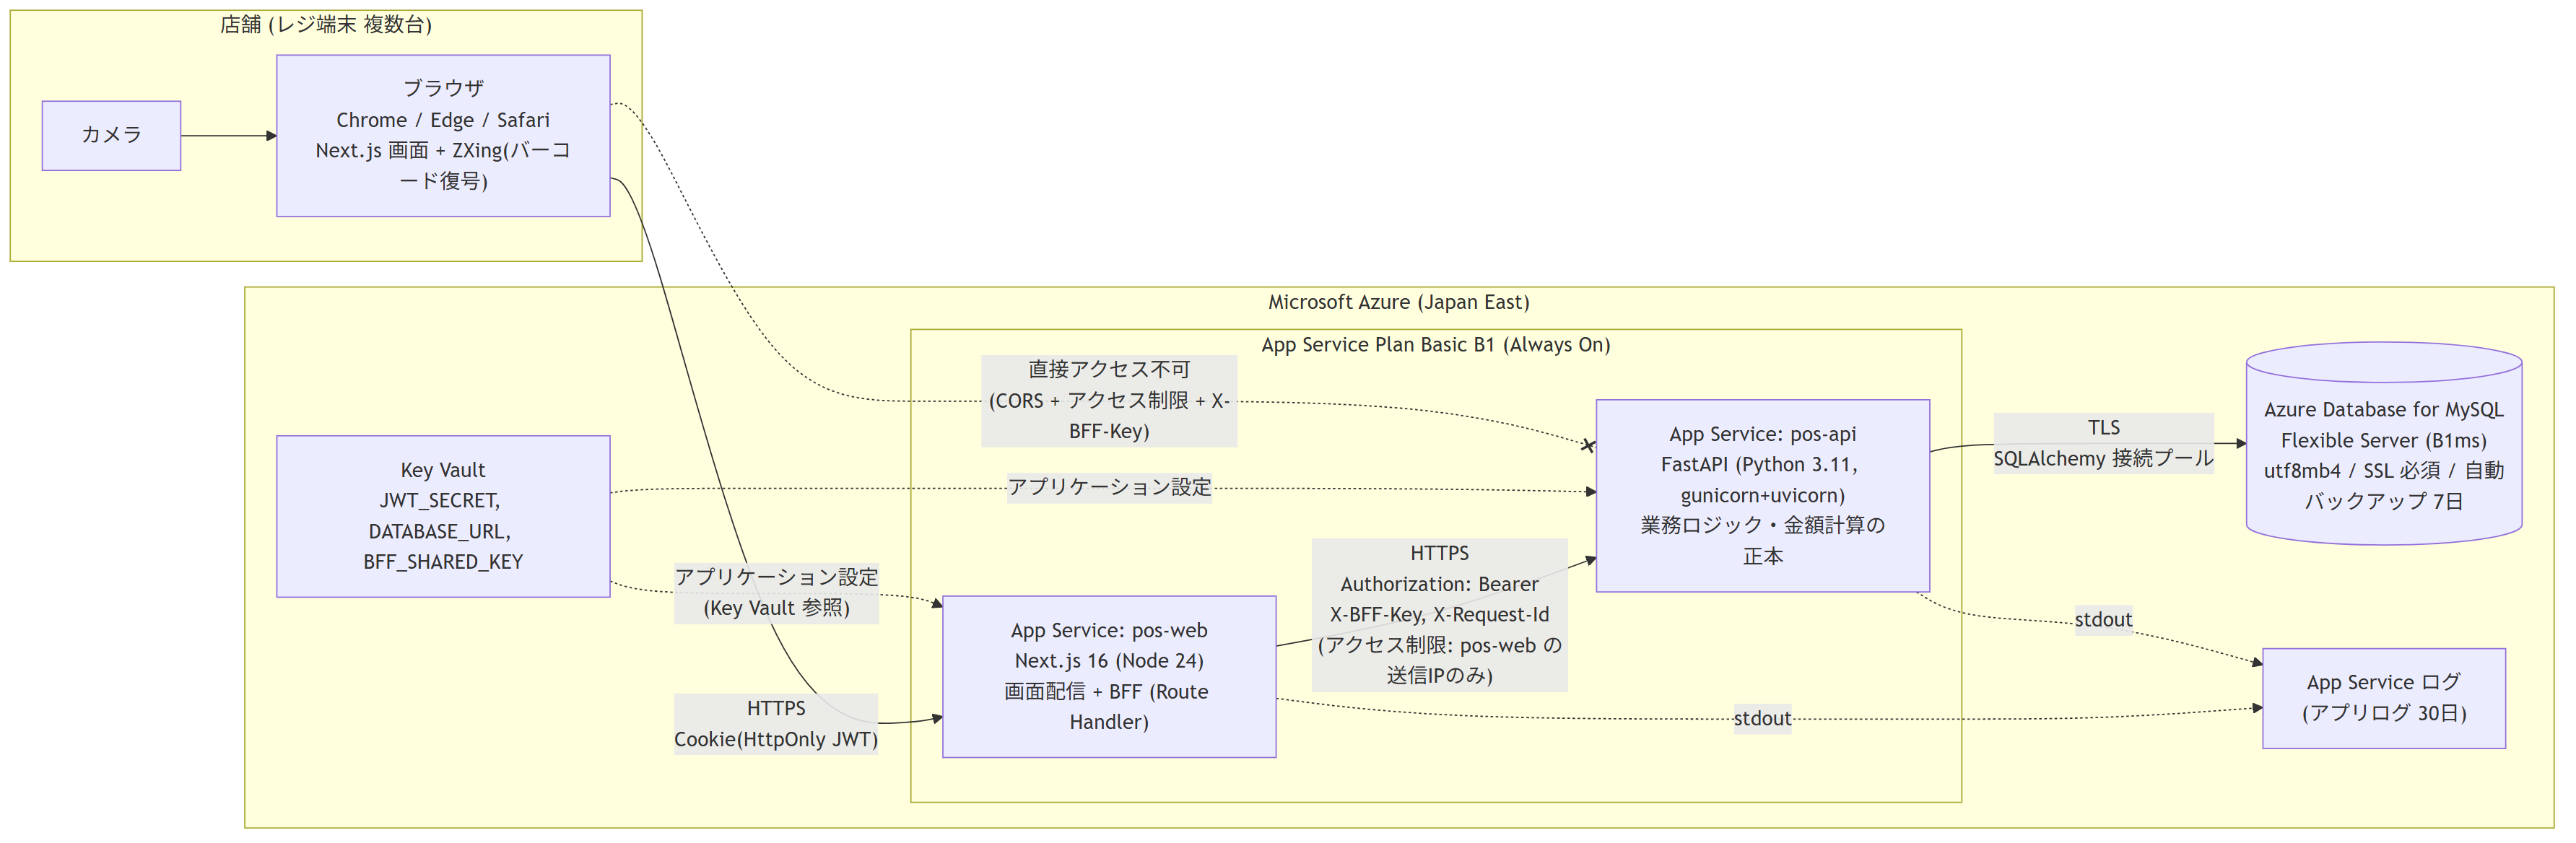 店舗 (レジ端末 複数台)
カメラ
ブラウザ
Chrome / Edge / Safari
Next.js 画面 + ZXing(バーコ
ード復号)
Microsoft Azure (Japan East)
App Service Plan Basic B1 (Always On)
直接アクセス不可
(CORS + アクセス制限 + X-
BFF-Key)
Key Vault
JWT_SECRET,
DATABASE_URL,
BFF_SHARED_KEY
アプリケーション設定
アプリケーション設定
(Key Vault 参照)
HTTPS
Cookie(HttpOnly JWT)
App Service: pos-web
Next.js 16 (Node 24)
画面配信 + BFF (Route
Handler)
HTTPS
Authorization: Bearer
X-BFF-Key, X-Request-Id
(アクセス制限: pos-web の
送信IPのみ)
App Service: pos-api
FastAPI (Python 3.11,
gunicorn+uvicorn)
業務ロジック・金額計算の
正本
TLS
SQLAlchemy 接続プール
Azure Database for MySQL
Flexible Server (B1ms)
utf8mb4 / SSL 必須 / 自動
バックアップ 7日
stdout
stdout
App Service ログ
(アプリログ 30日)